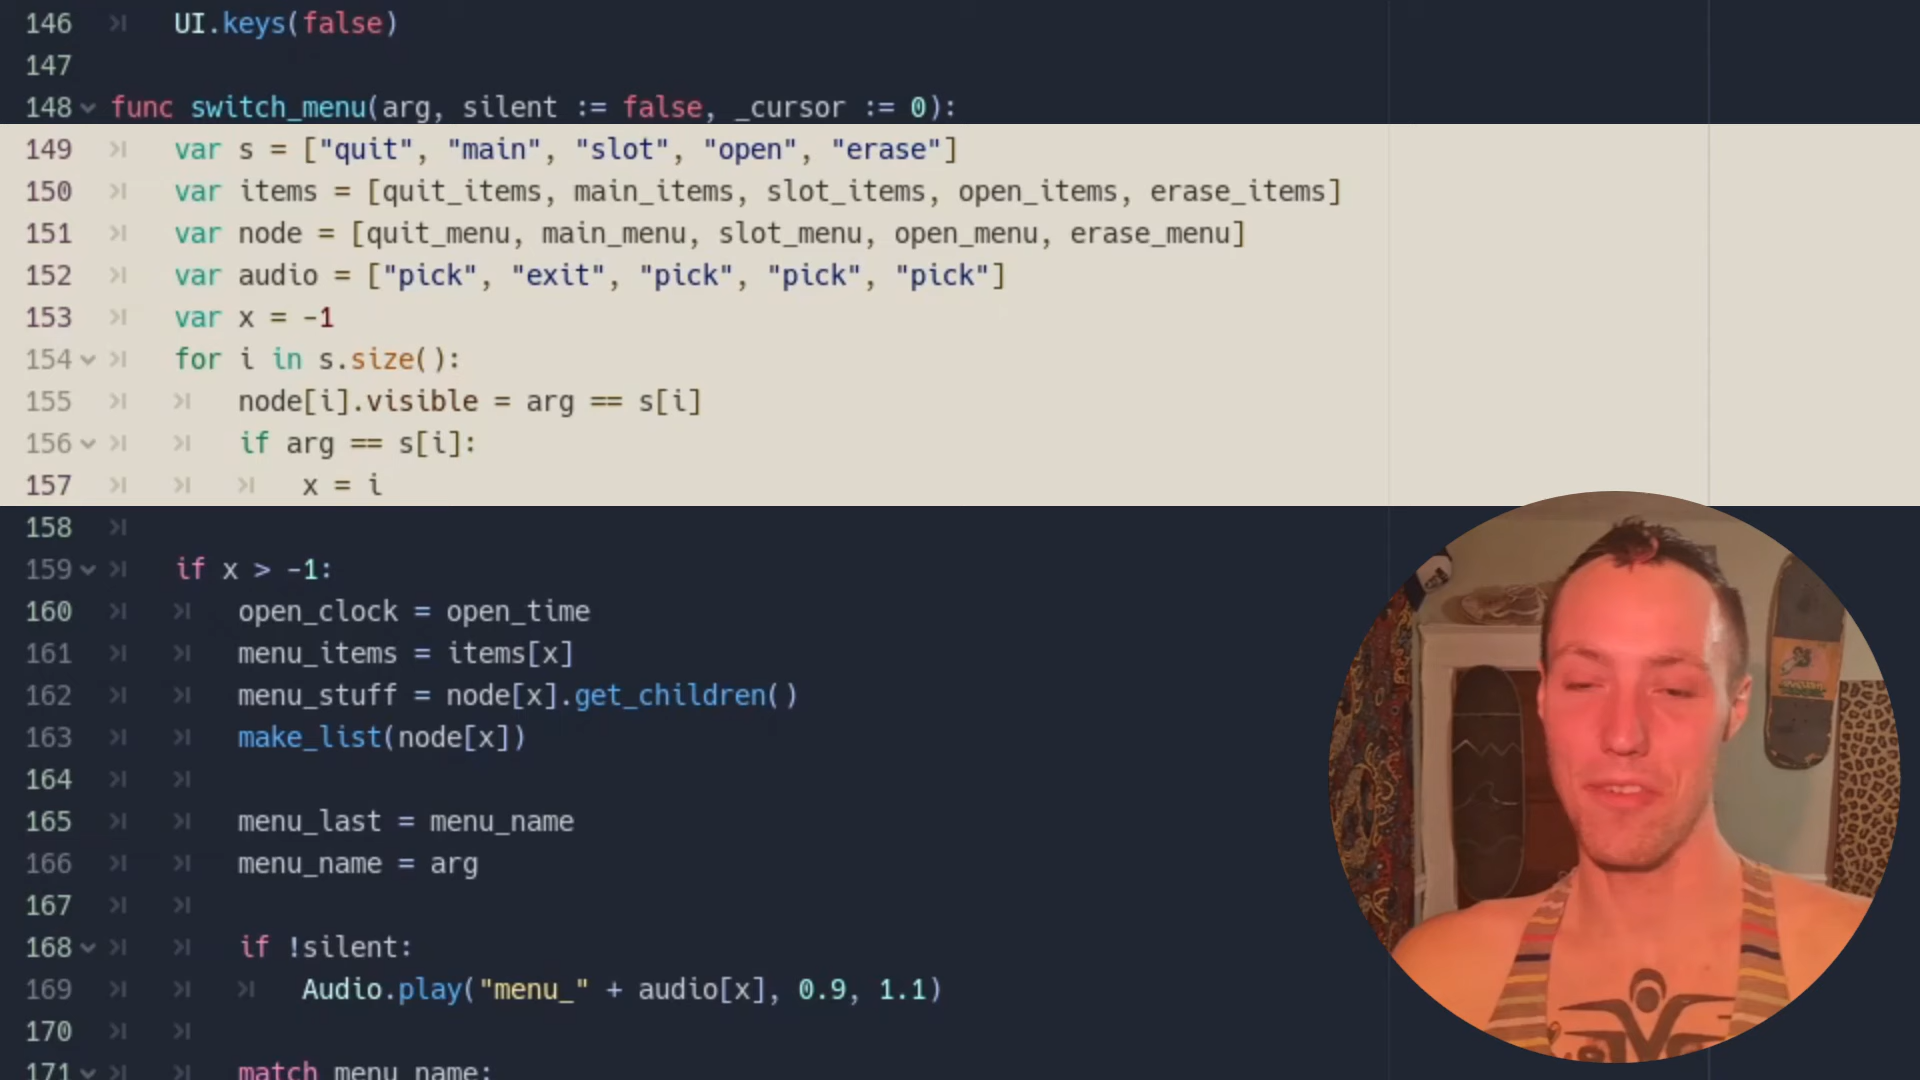 146 UI.keys(false)
147
148 func switch_menu(arg, silent := false, _cursor := 0):
149 var s = ["quit", "main", "slot", "open", "erase"]
150 var items = [quit_items, main_items, slot_items, open_items, erase_items]
151 var node = [quit_menu, main_menu, slot_menu, open_menu, erase_menu]
152 var audio = ["pick", "exit", "pick", "pick", "pick"]
153 var x = -1
154 for i in s.size():
155 node[i].visible = arg == s[i]
156 if arg == s[i]:
157 x = i
158
159 if x > -1:
160 open_clock = open_time
161 menu_items = items[x]
162 menu_stuff = node[x].get_children()
163 make_list(node[x])
164
165 menu_last = menu_name
166 menu_name = arg
167
168 if !silent:
169 Audio.play("menu_" + audio[x], 0.9, 1.1)
170
171 match menu_name: